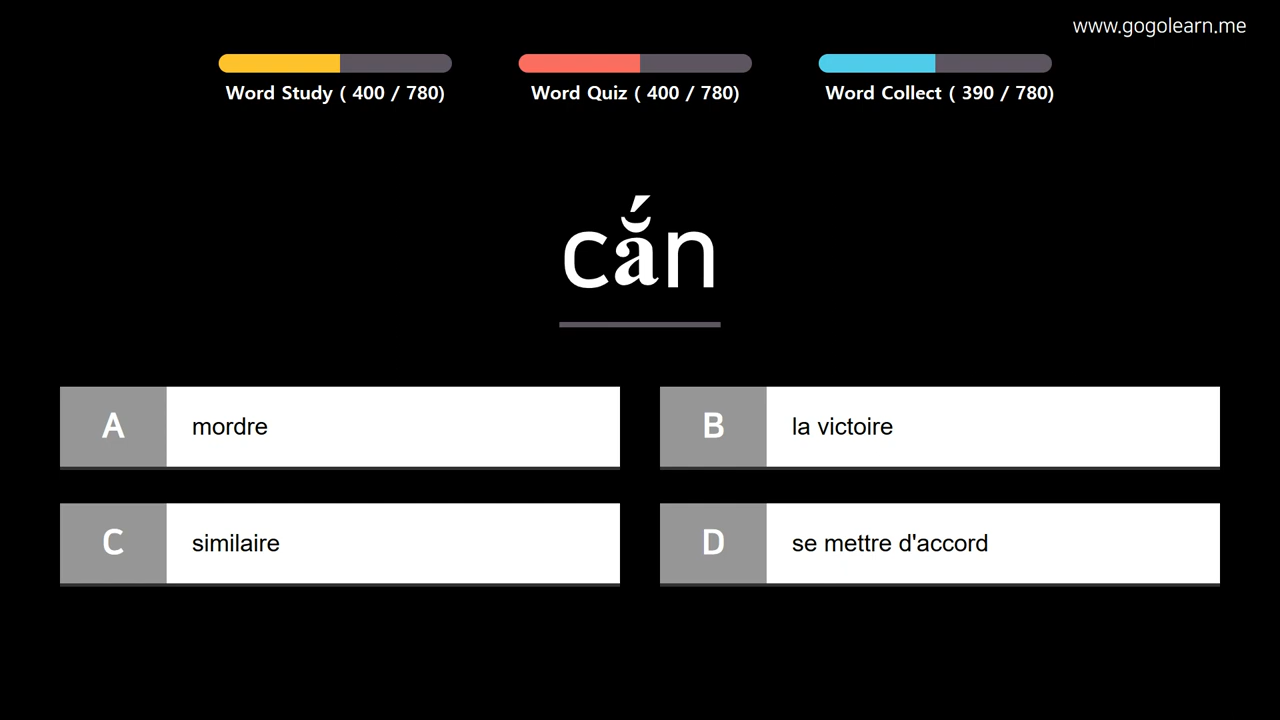 www.gogolearn.me
Word Study ( 400 / 780)
Word Quiz ( 400 / 780)
Word Collect ( 390 / 780)
cắn
A mordre
B la victoire
C similaire
D se mettre d'accord